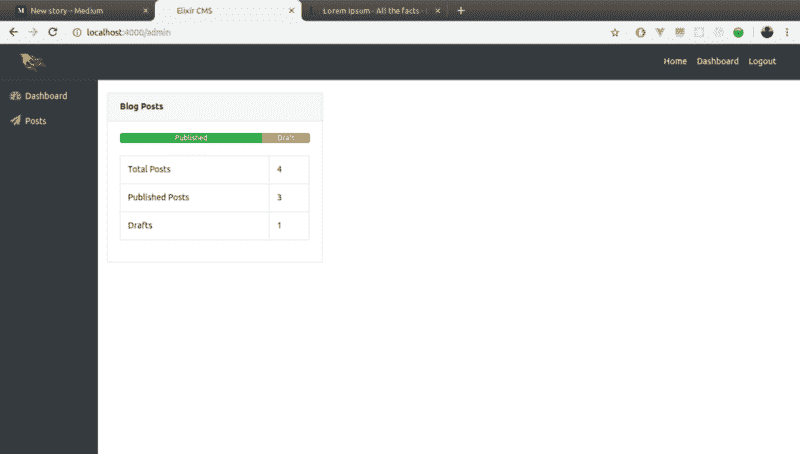 New story – Medium
Elixir CMS
Lorem Ipsum - All the facts -
localhost:4000/admin
Home Dashboard Logout
Dashboard
Posts
Blog Posts
Published Draft
Total Posts 4
Published Posts 3
Drafts 1